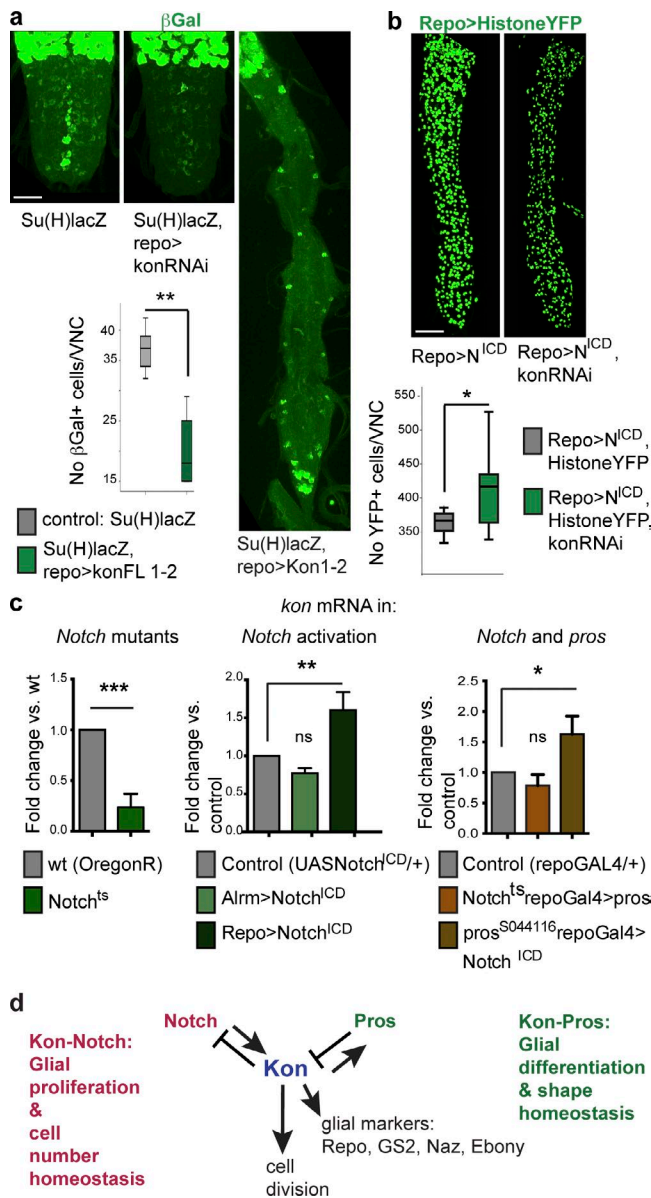 a
βGal
Su(H)lacZ
Su(H)lacZ,
repo>
konRNAi
No βGal+ cells/VNC
40
35
25
15
**
control: Su(H)lacZ
Su(H)lacZ,
repo>konFL 1-2
Su(H)lacZ,
repo>Kon1-2
b
Repo>HistoneYFP
Repo>N^ICD
Repo>N^ICD,
konRNAi
No YFP+ cells/VNC
550
500
450
400
350
*
Repo>N^ICD,
HistoneYFP
Repo>N^ICD,
HistoneYFP,
konRNAi
c
kon mRNA in:
Notch mutants
Fold change vs. wt
1.5
1.0
0.5
0.0
***
wt (OregonR)
Notch^ts
Notch activation
Fold change vs.
control
2.0
1.5
1.0
0.5
0.0
**
ns
Control (UASNotch^ICD/+)
Alrm>Notch^ICD
Repo>Notch^ICD
Notch and pros
Fold change vs.
control
2.5
2.0
1.5
1.0
0.5
0.0
*
ns
Control (repoGAL4/+)
Notch^ts repoGal4>pros
pros^S044116 repoGal4>
Notch ^ICD
d
Kon-Notch:
Glial
proliferation
&
cell
number
homeostasis
Notch
Pros
Kon
glial markers:
Repo, GS2, Naz, Ebony
cell
division
Kon-Pros:
Glial
differentiation
& shape
homeostasis